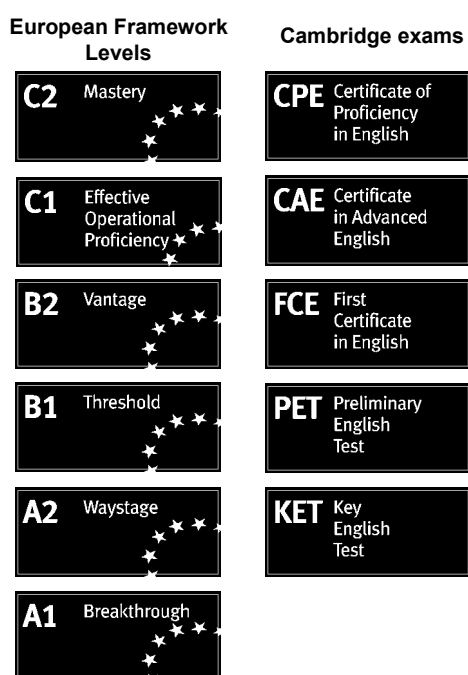 European Framework
Levels
Cambridge exams
C2 Mastery
CPE Certificate of
Proficiency
in English
C1 Effective
Operational
Proficiency
CAE Certificate
in Advanced
English
B2 Vantage
FCE First
Certificate
in English
B1 Threshold
PET Preliminary
English
Test
A2 Waystage
KET Key
English
Test
A1 Breakthrough